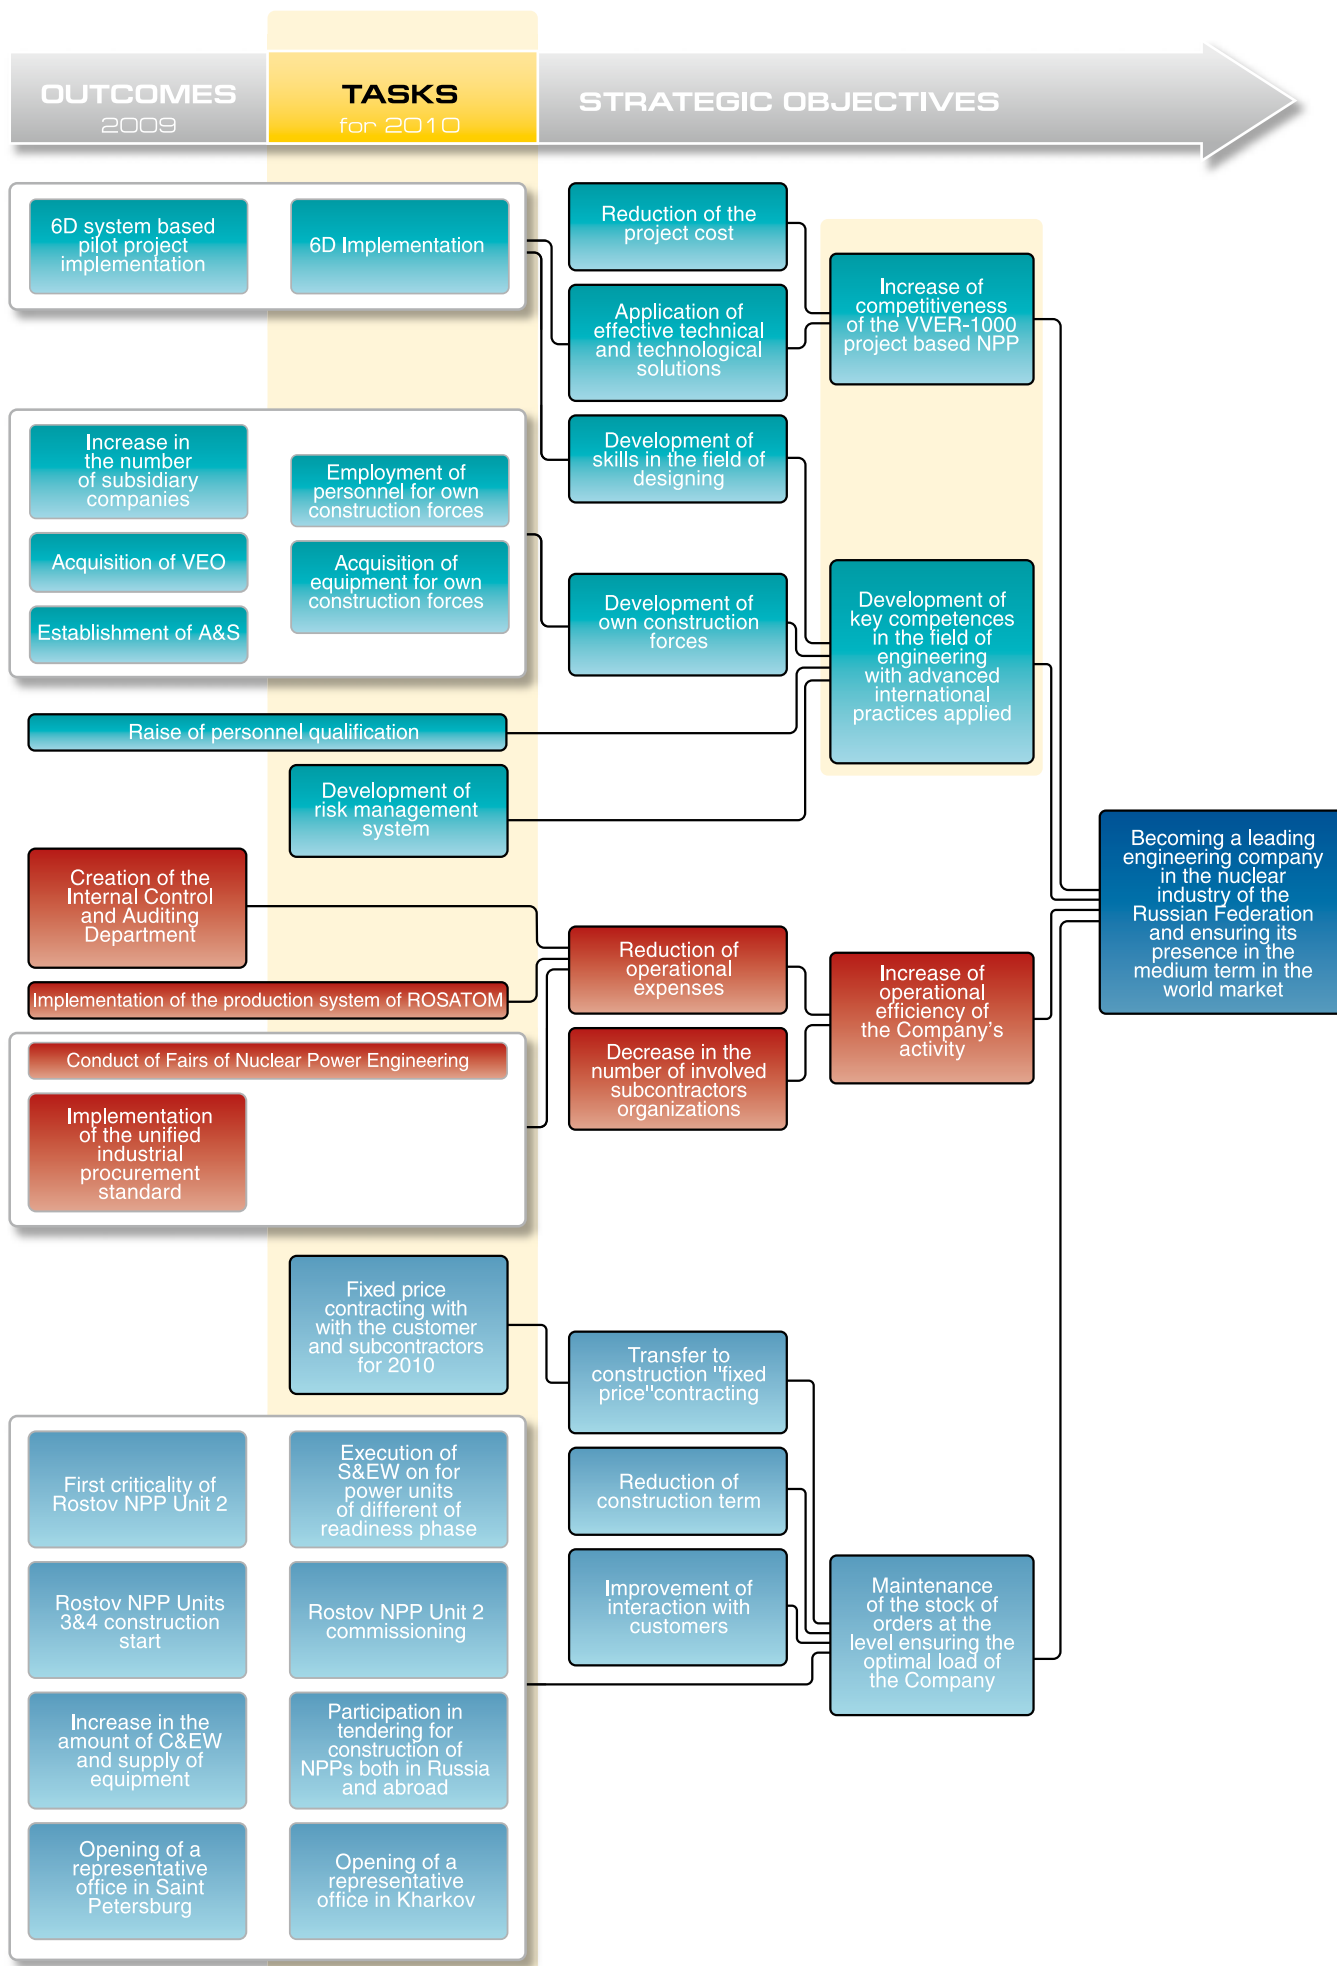 OUTCOMES
2009
TASKS
for 2010
STRATEGIC OBJECTIVES
6D system based
pilot project
implementation
6D Implementation
Reduction of the
project cost
Application of
effective technical
and technological
solutions
Increase of
competitiveness
of the VVER-1000
project based NPP
Increase in
the number
of subsidiary
companies
Acquisition of VEO
Establishment of A&S
Employment of
personnel for own
construction forces
Acquisition of
equipment for own
construction forces
Development of
skills in the field of
designing
Development of
own construction
forces
Development of
key competences
in the field of
engineering
with advanced
international
practices applied
Raise of personnel qualification
Development of
risk management
system
Becoming a leading
engineering company
in the nuclear
industry of the
Russian Federation
and ensuring its
presence in the
medium term in the
world market
Creation of the
Internal Control
and Auditing
Department
Implementation of the production system of ROSATOM
Conduct of Fairs of Nuclear Power Engineering
Implementation
of the unified
industrial
procurement
standard
Reduction of
operational
expenses
Decrease in the
number of involved
subcontractors
organizations
Increase of
operational
efficiency of
the Company's
activity
Fixed price
contracting with
with the customer
and subcontractors
for 2010
Transfer to
construction "fixed
price"contracting
Reduction of
construction term
Improvement of
interaction with
customers
Maintenance
of the stock of
orders at the
level ensuring the
optimal load of
the Company
First criticality of
Rostov NPP Unit 2
Execution of
S&EW on for
power units
of different of
readiness phase
Rostov NPP Units
3&4 construction
start
Rostov NPP Unit 2
commissioning
Increase in the
amount of C&EW
and supply of
equipment
Participation in
tendering for
construction of
NPPs both in Russia
and abroad
Opening of a
representative
office in Saint
Petersburg
Opening of a
representative
office in Kharkov